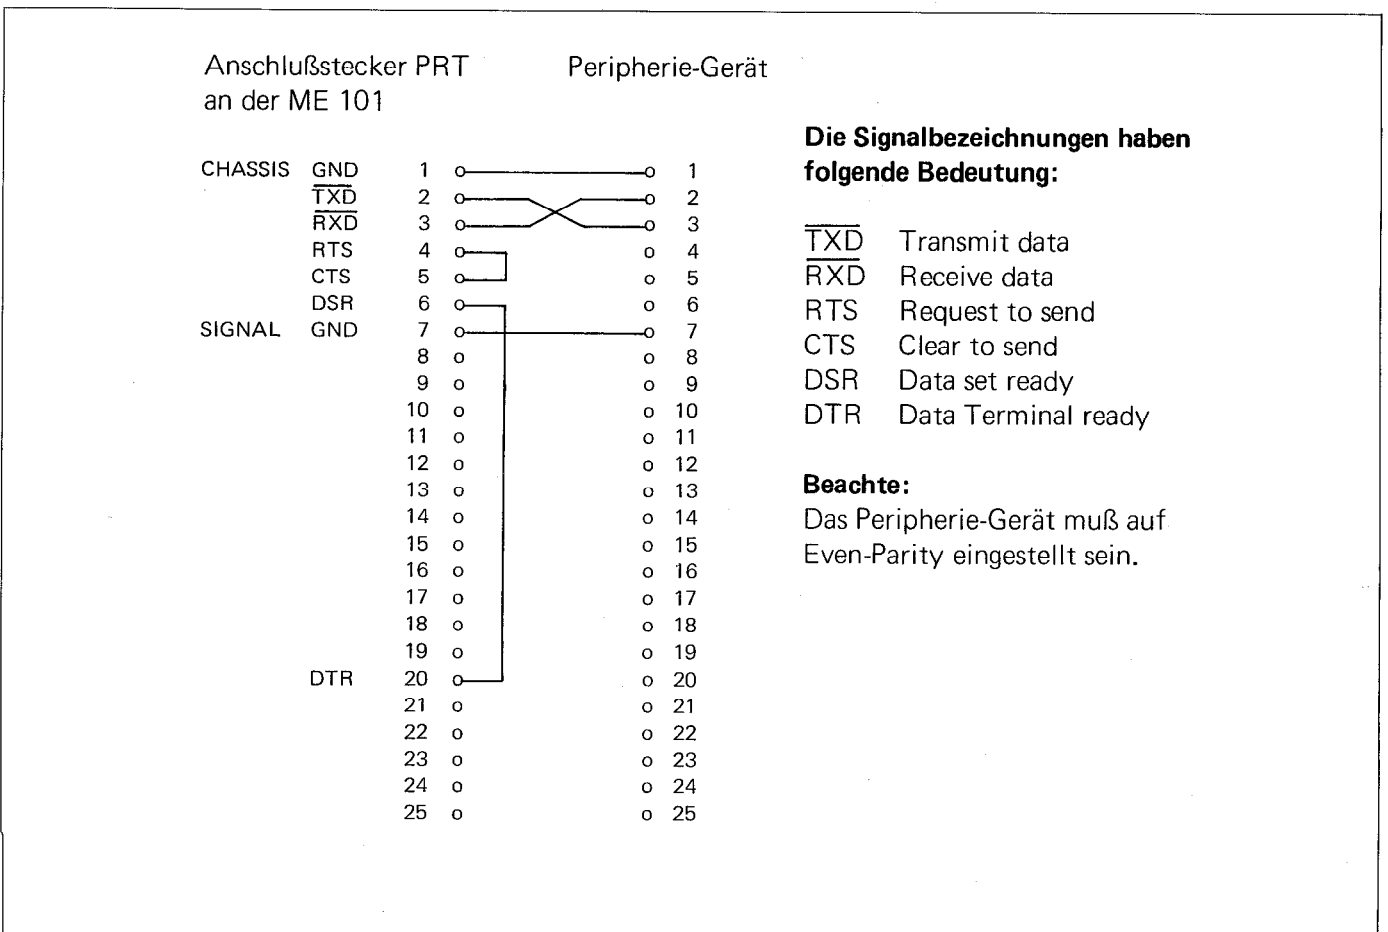 Anschlußstecker PRT Peripherie-Gerät
an der ME 101
CHASSIS GND 1 1
TXD 2 2
RXD 3 3
RTS 4 4
CTS 5 5
DSR 6 6
SIGNAL GND 7 7
8 8
9 9
10 10
11 11
12 12
13 13
14 14
15 15
16 16
17 17
18 18
19 19
DTR 20 20
21 21
22 22
23 23
24 24
25 25
Die Signalbezeichnungen haben
folgende Bedeutung:
TXD Transmit data
RXD Receive data
RTS Request to send
CTS Clear to send
DSR Data set ready
DTR Data Terminal ready
Beachte:
Das Peripherie-Gerät muß auf
Even-Parity eingestellt sein.